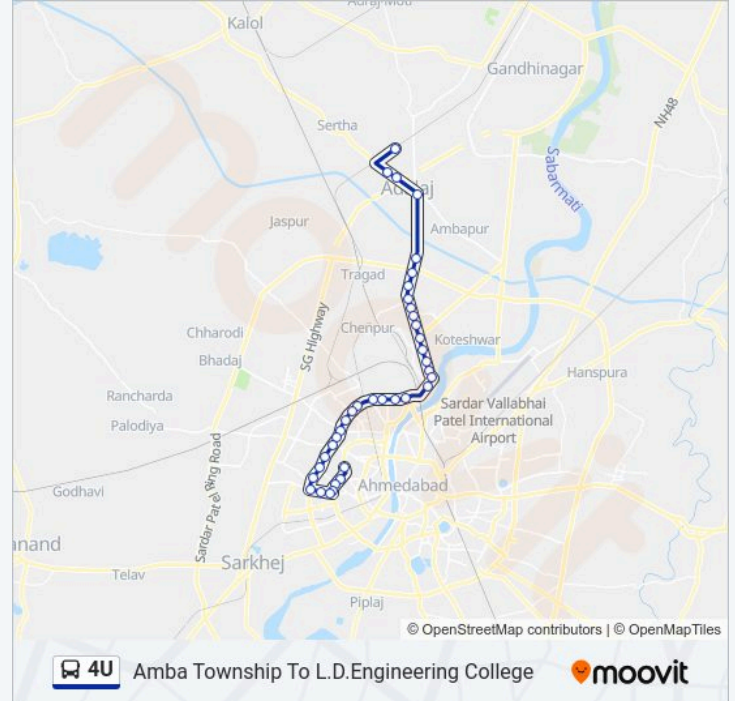 Adraj Moti
Kalol
Gandhinagar
NH48
Sertha
Sabarmati
Adalaj
Jaspur
Ambapur
Tragad
SG Highway
Chharodi
Chenpur
Koteshwar
Bhadaj
Hanspura
Rancharda
Sardar Vallabhai
Patel International
Airport
Palodiya
Sardar Patel Ring Road
Godhavi
Ahmedabad
anand
Sarkhej
Telav
Piplaj
© OpenStreetMap contributors | © OpenMapTiles
4U Amba Township To L.D.Engineering College
moovit